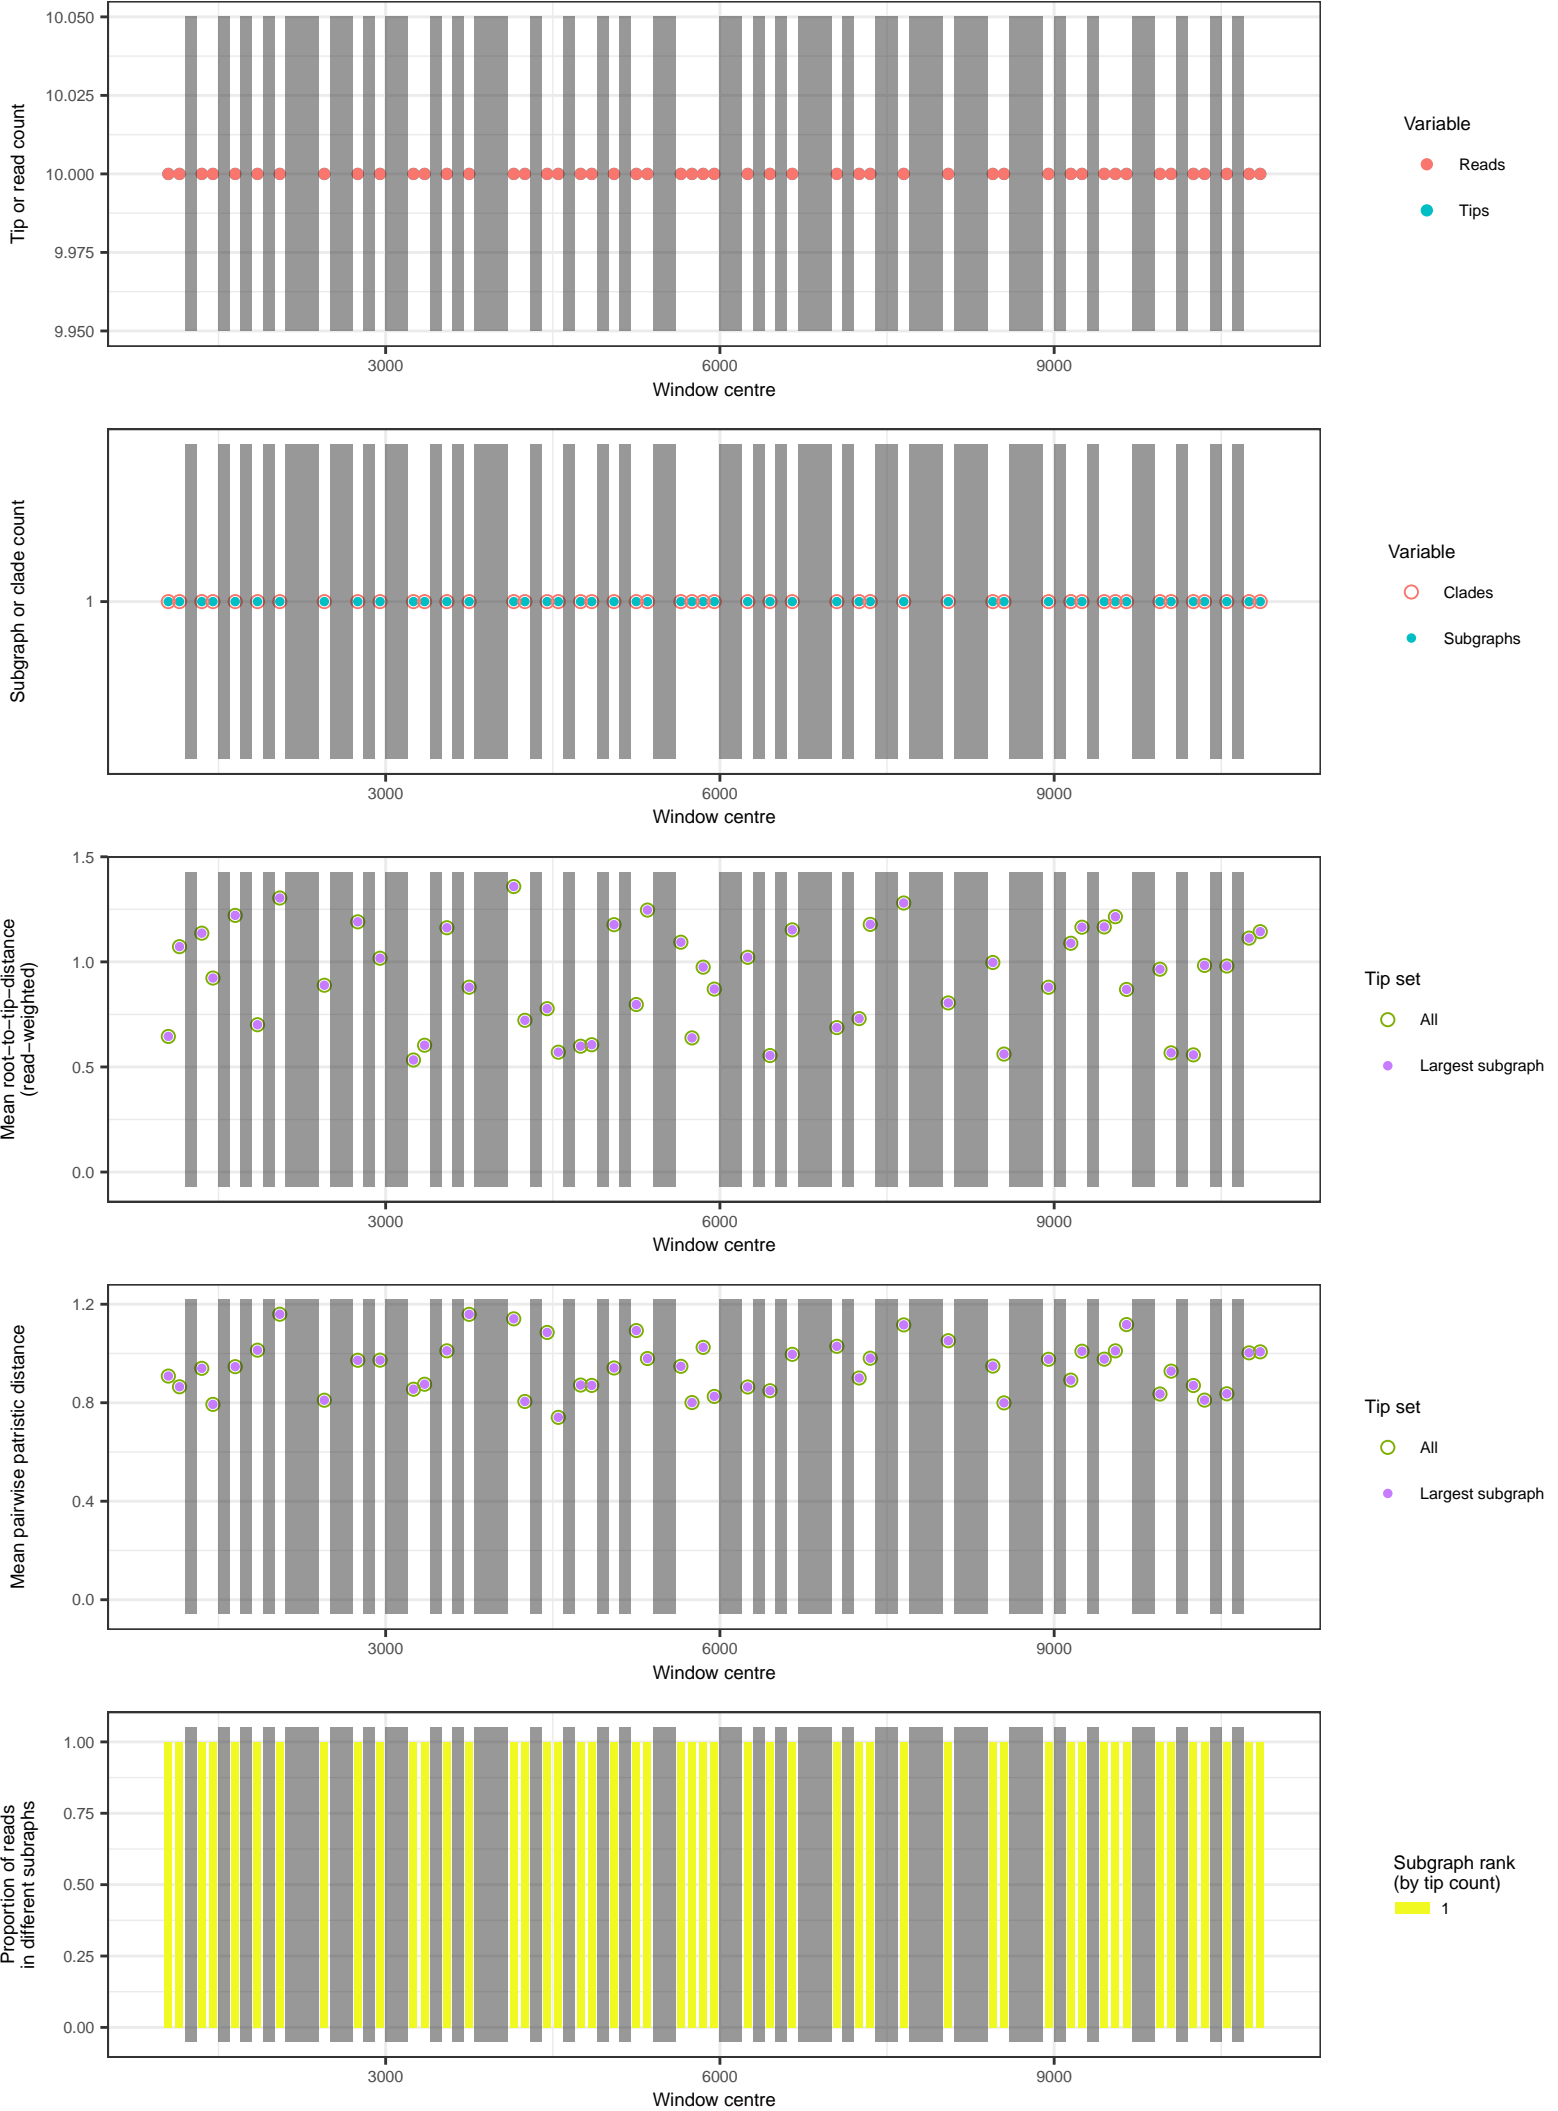 10.050
10.025
10.000
9.975
9.950
Tip or read count
3000
6000
9000
Window centre
Variable
Reads
Tips
1
Subgraph or clade count
3000
6000
9000
Window centre
Variable
Clades
Subgraphs
1.5
1.0
0.5
0.0
Mean root−to−tip−distance
(read−weighted)
3000
6000
9000
Window centre
Tip set
All
Largest subgraph
1.2
0.8
0.4
0.0
Mean pairwise patristic distance
3000
6000
9000
Window centre
Tip set
All
Largest subgraph
1.00
0.75
0.50
0.25
0.00
Proportion of reads
in different subraphs
3000
6000
9000
Window centre
Subgraph rank
(by tip count)
1